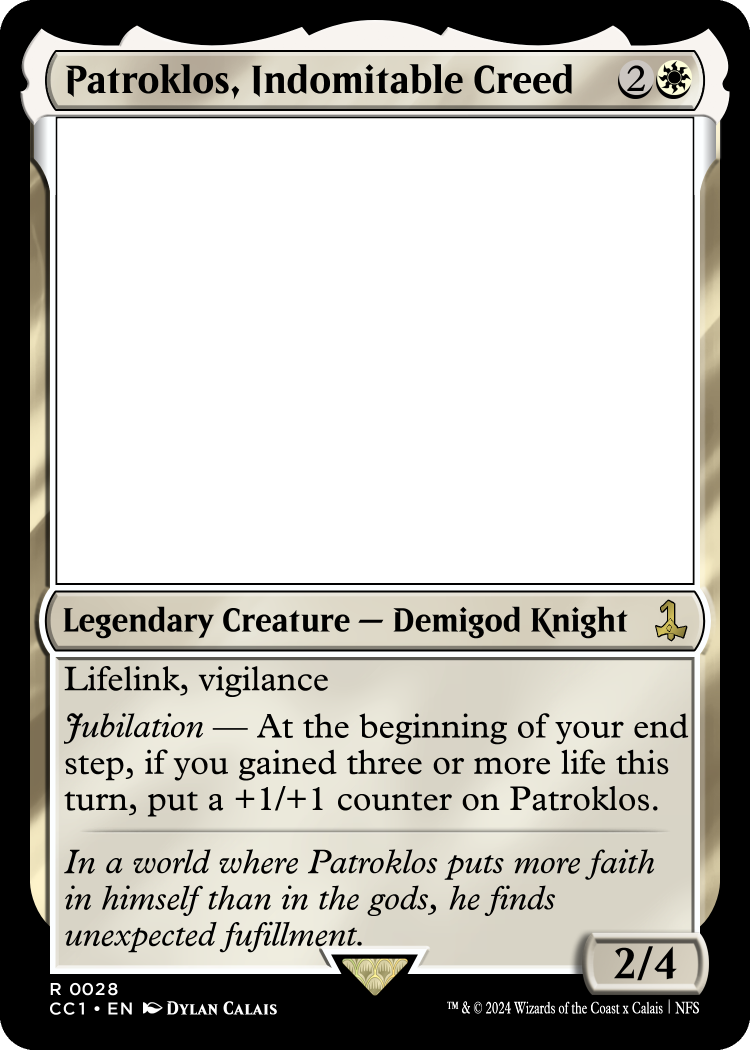 Patroklos, Indomitable Creed 2
Legendary Creature — Demigod Knight 1
Lifelink, vigilance
Jubilation — At the beginning of your end
step, if you gained three or more life this
turn, put a +1/+1 counter on Patroklos.
In a world where Patroklos puts more faith
in himself than in the gods, he finds
unexpected fufillment.
2/4
R 0028
CC1 • EN Dylan Calais
™ & © 2024 Wizards of the Coast x Calais | NFS